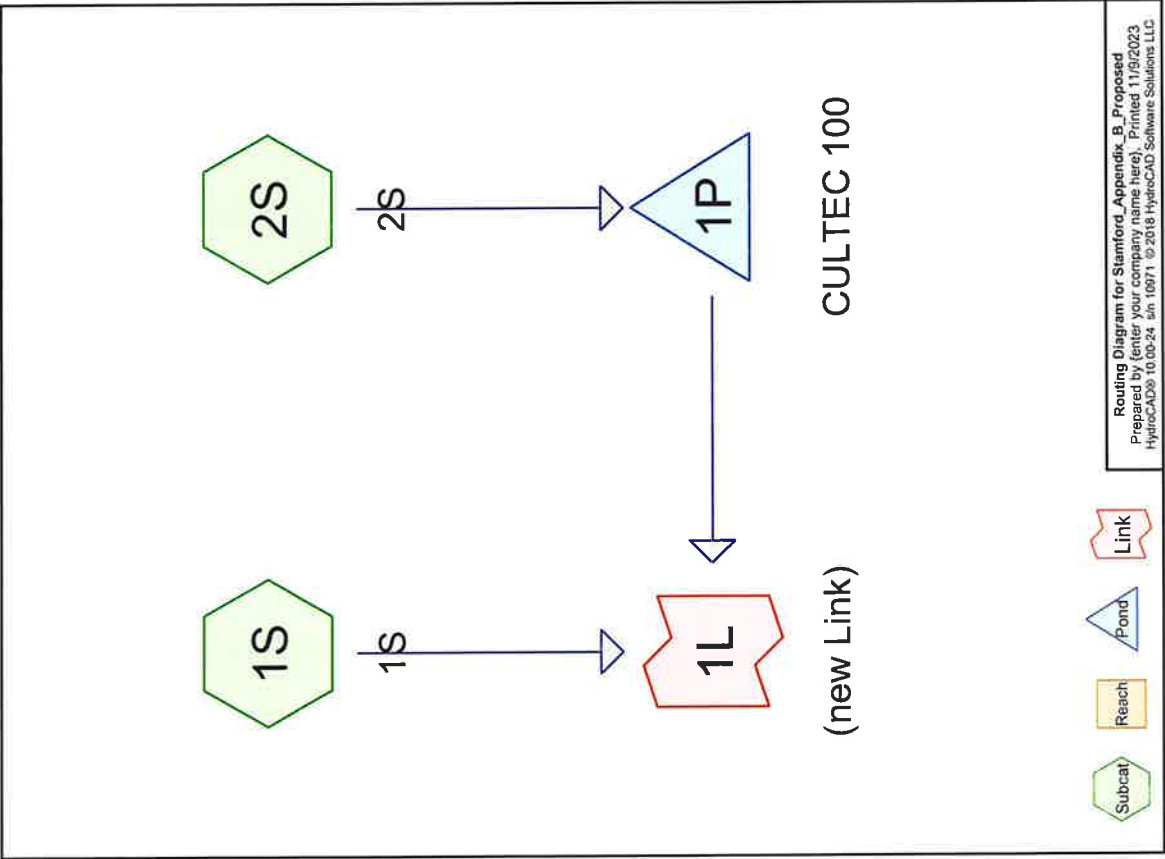 1S
2S
1S
2S
1L
1P
(new Link)
CULTEC 100
Subcat
Reach
Pond
Link
Routing Diagram for Stamford_Appendix_B_Proposed
Prepared by {enter your company name here}, Printed 11/9/2023
HydroCAD® 10.00-24 s/n 10971 © 2018 HydroCAD Software Solutions LLC